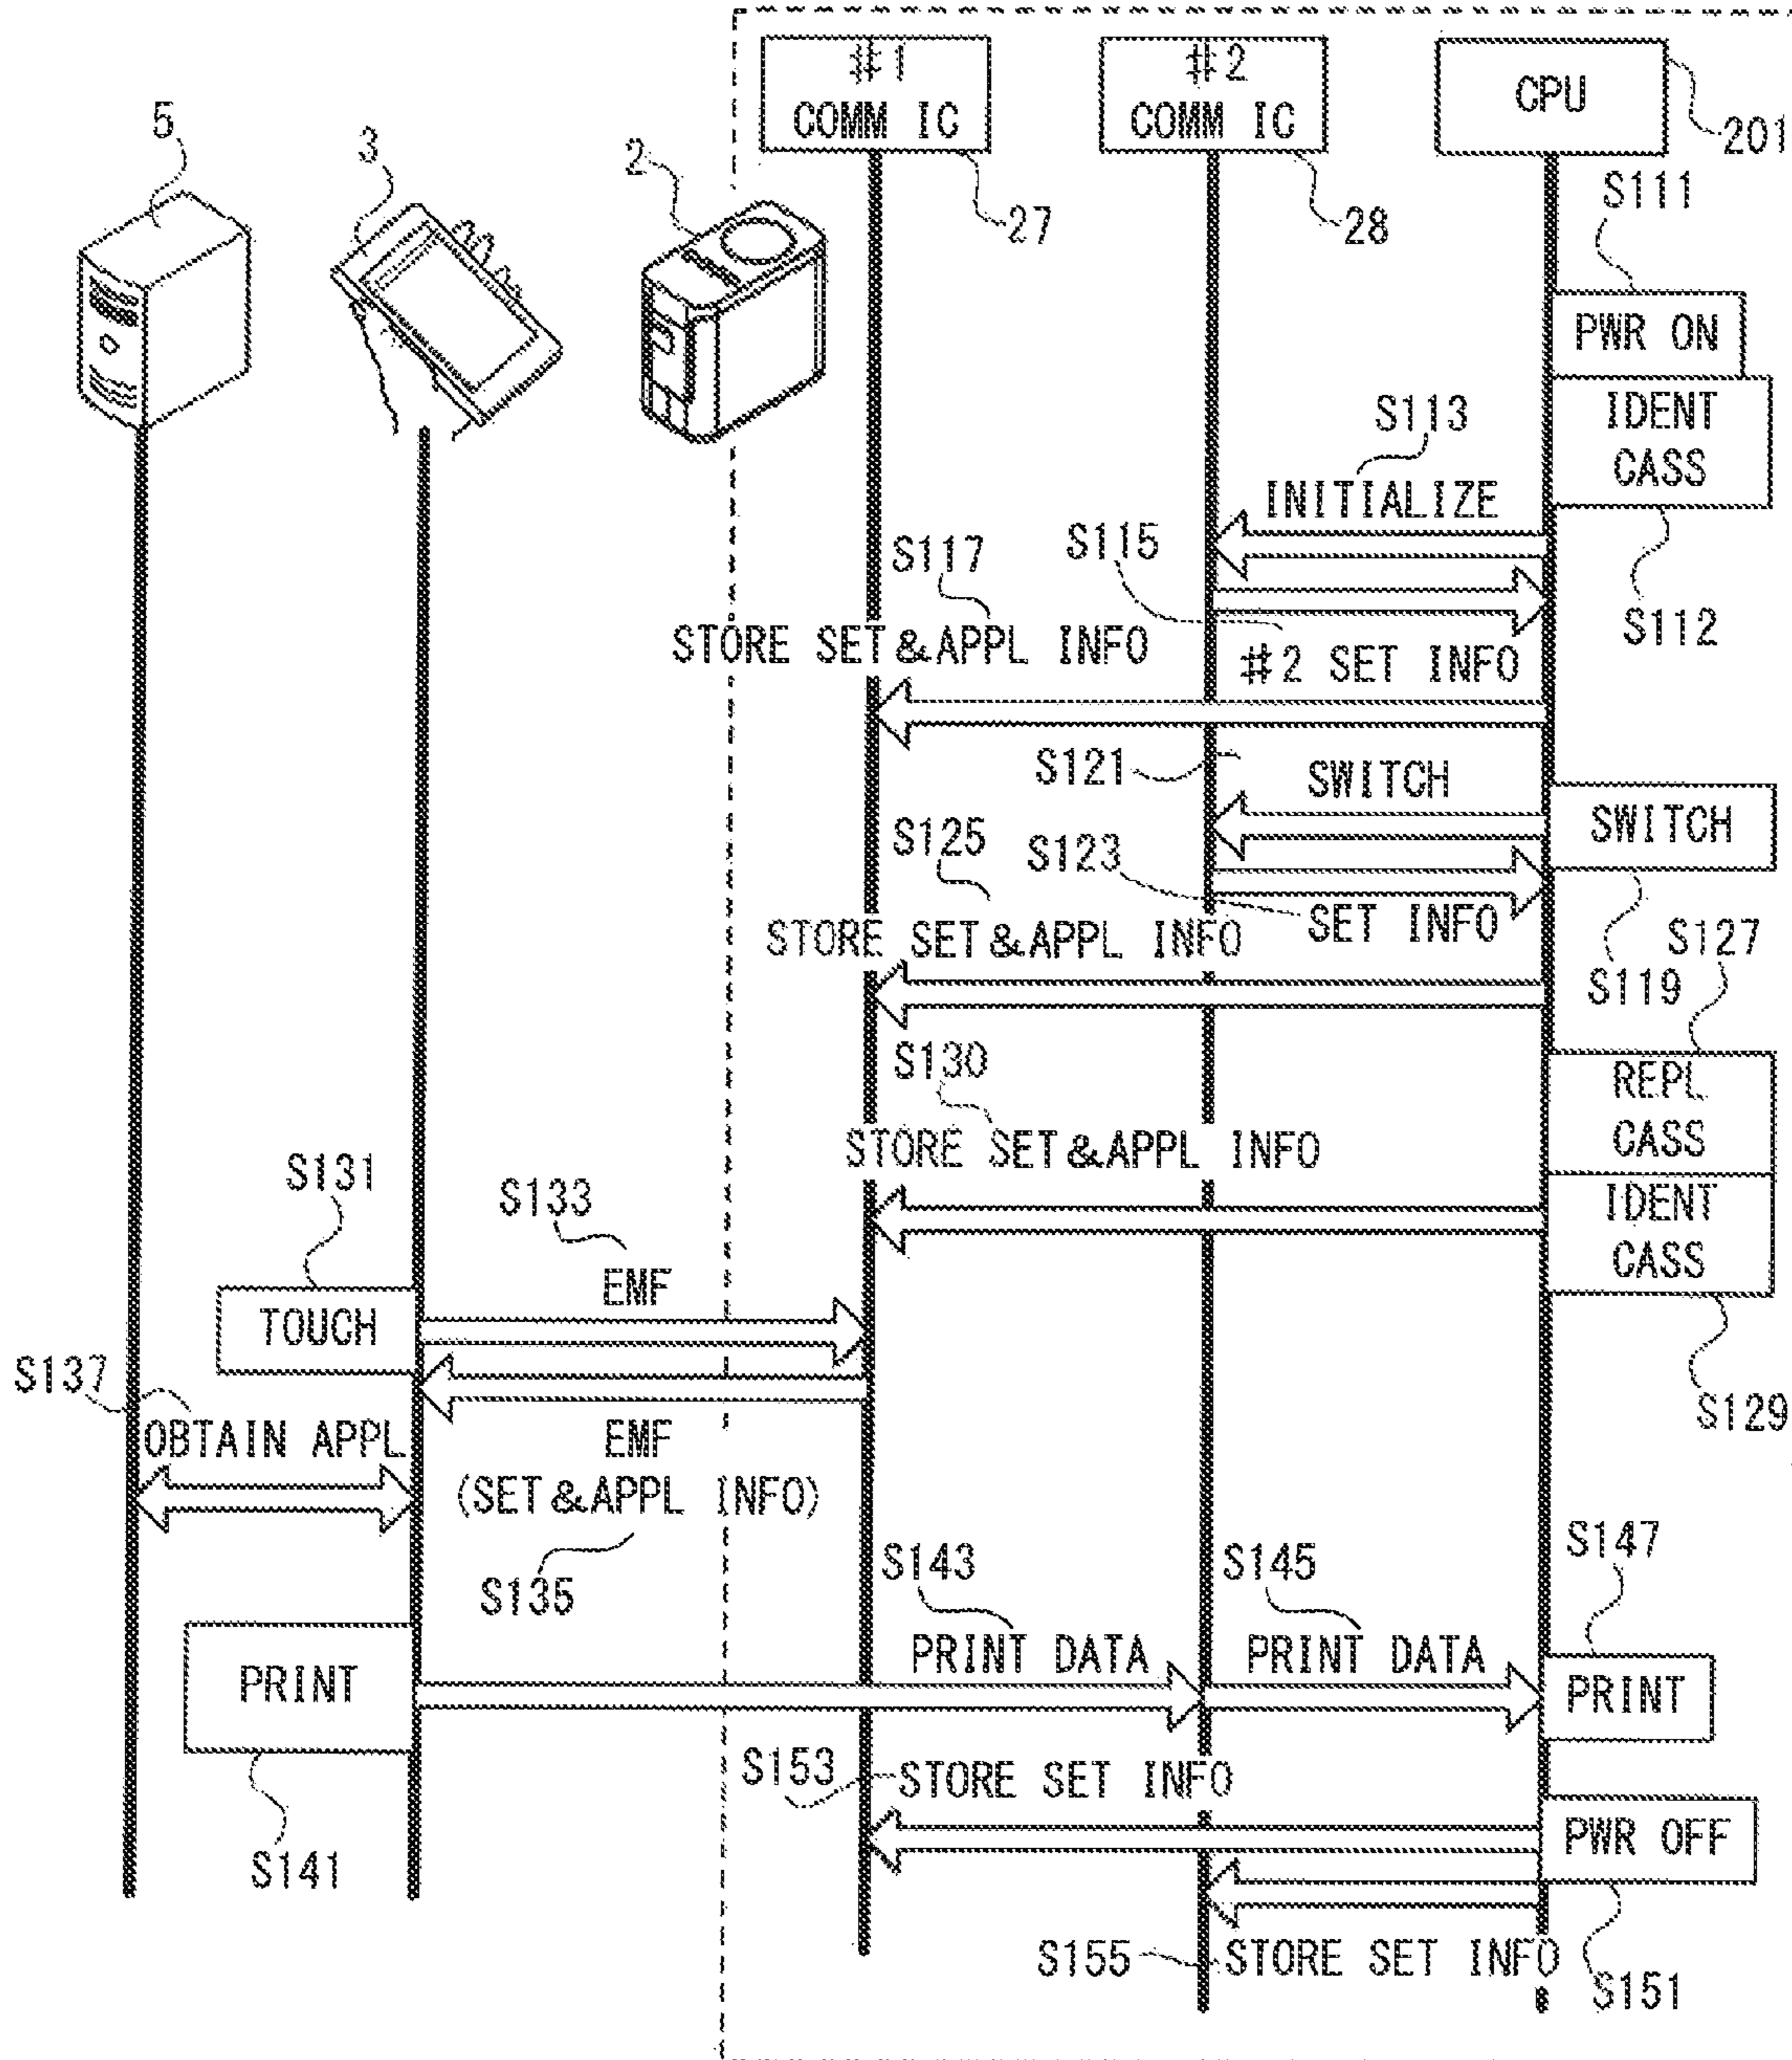 #1
COMM IC
#2
COMM IC
CPU
201
5
3
2
27
28
S111
PWR ON
IDENT
CASS
S113
INITIALIZE
S117
S115
S112
STORE SET&APPL INFO
#2 SET INFO
S121
SWITCH
SWITCH
S125
S123
STORE SET&APPL INFO
SET INFO
S127
S119
S130
REPL
CASS
STORE SET&APPL INFO
S131
S133
IDENT
CASS
EMF
TOUCH
S137
S129
OBTAIN APPL
EMF
(SET&APPL INFO)
S135
S143
S145
S147
PRINT DATA
PRINT DATA
PRINT
PRINT
S153
STORE SET INFO
S141
PWR OFF
S155
STORE SET INFO
S151